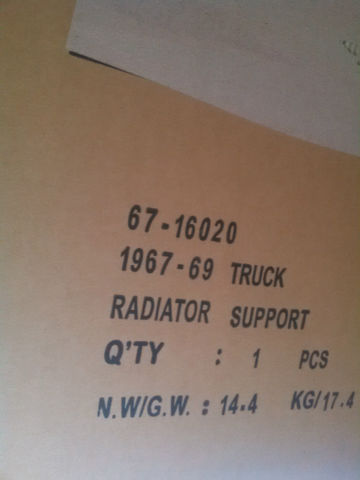 67-16020
1967-69 TRUCK
RADIATOR SUPPORT
Q'TY : 1 PCS
N.W/G.W. : 14.4 KG/17.4